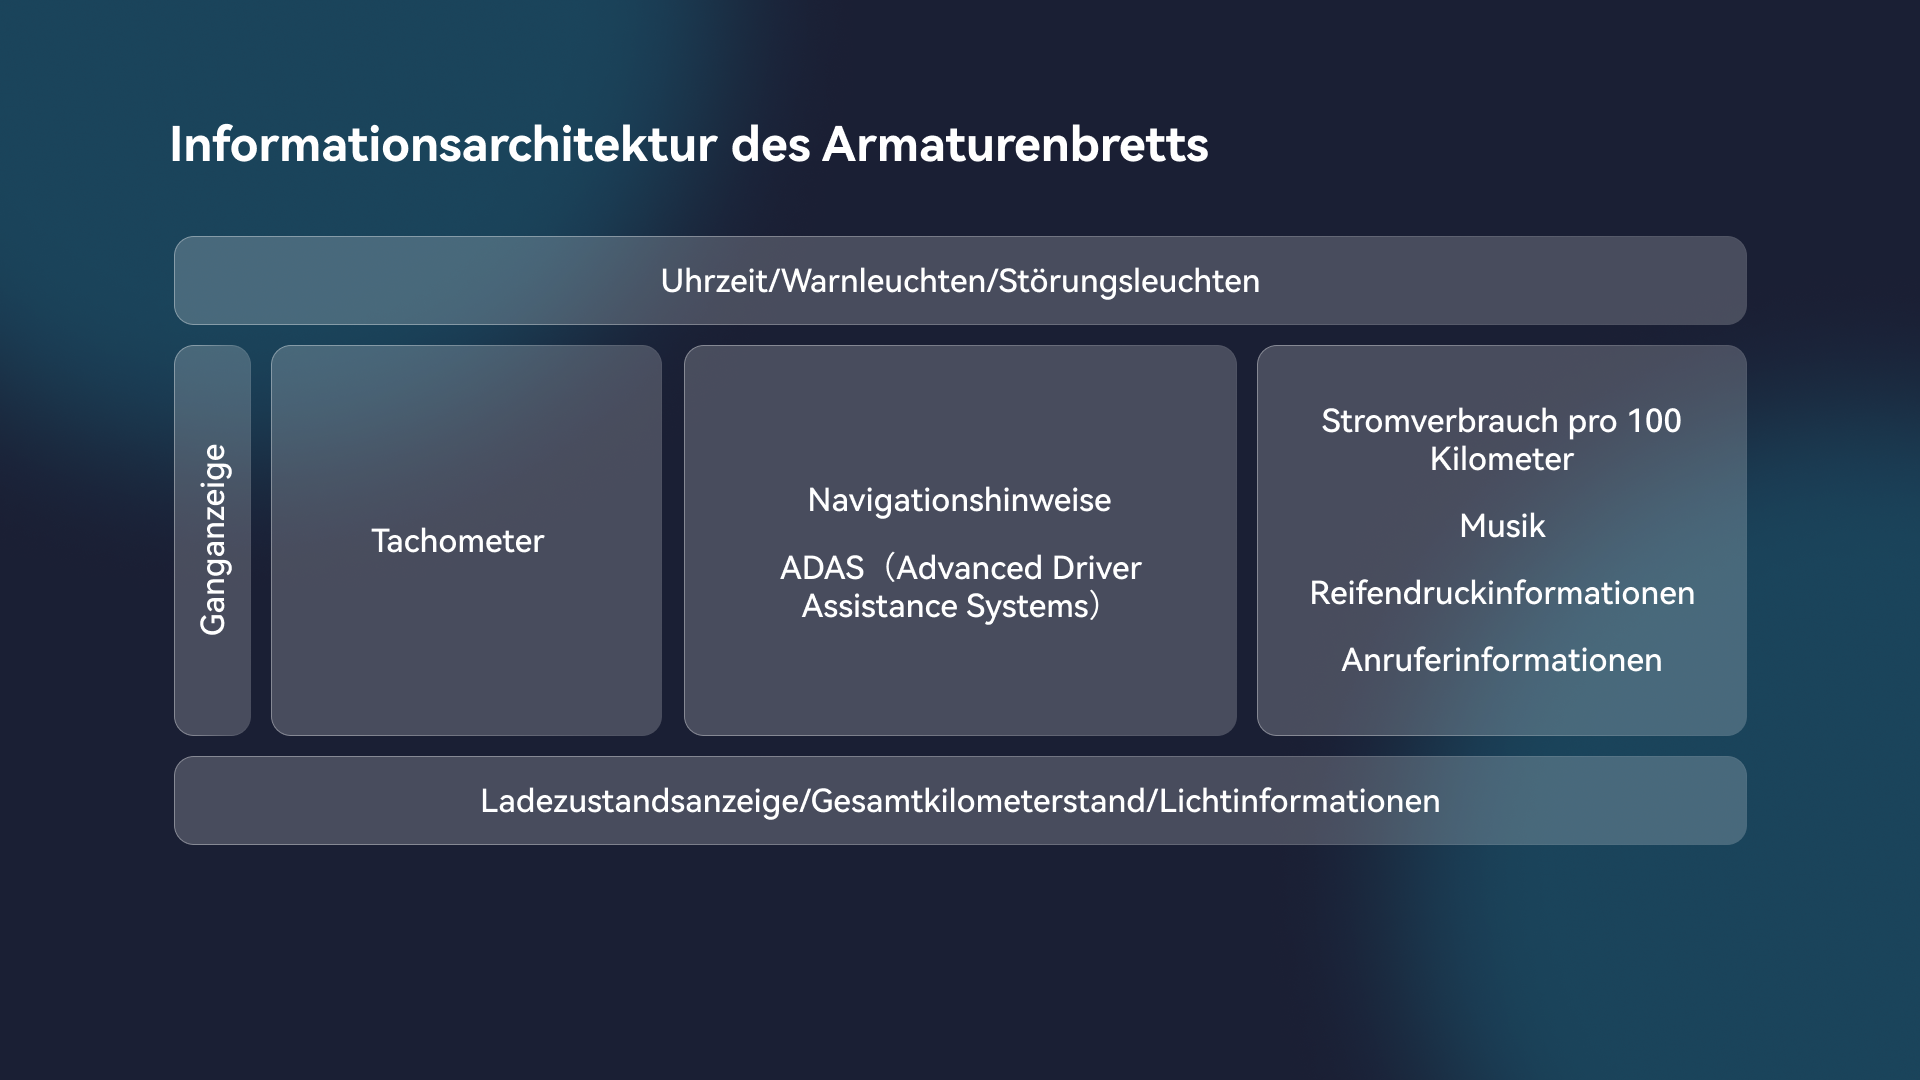 Informationsarchitektur des Armaturenbretts
Uhrzeit/Warnleuchten/Störungsleuchten
Ganganzeige
Tachometer
Navigationshinweise
ADAS（Advanced Driver
Assistance Systems）
Stromverbrauch pro 100
Kilometer
Musik
Reifendruckinformationen
Anruferinformationen
Ladezustandsanzeige/Gesamtkilometerstand/Lichtinformationen